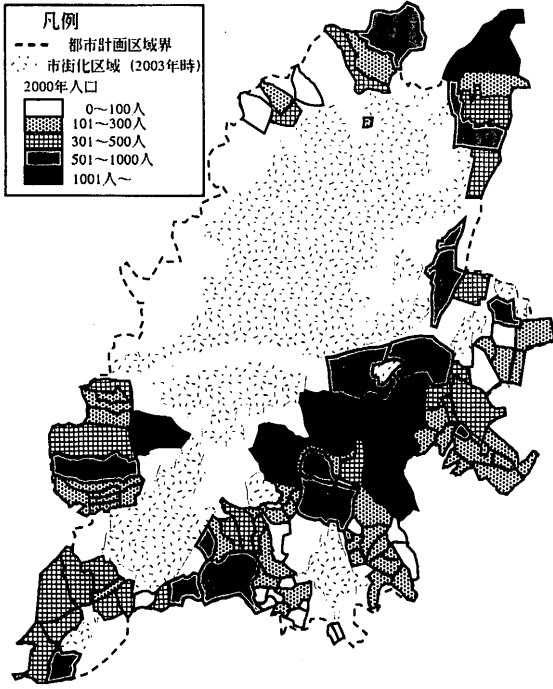 凡例
都市計画区域界
市街化区域（2003年時）
2000年人口
0～100人
101～300人
301～500人
501～1000人
1001人～